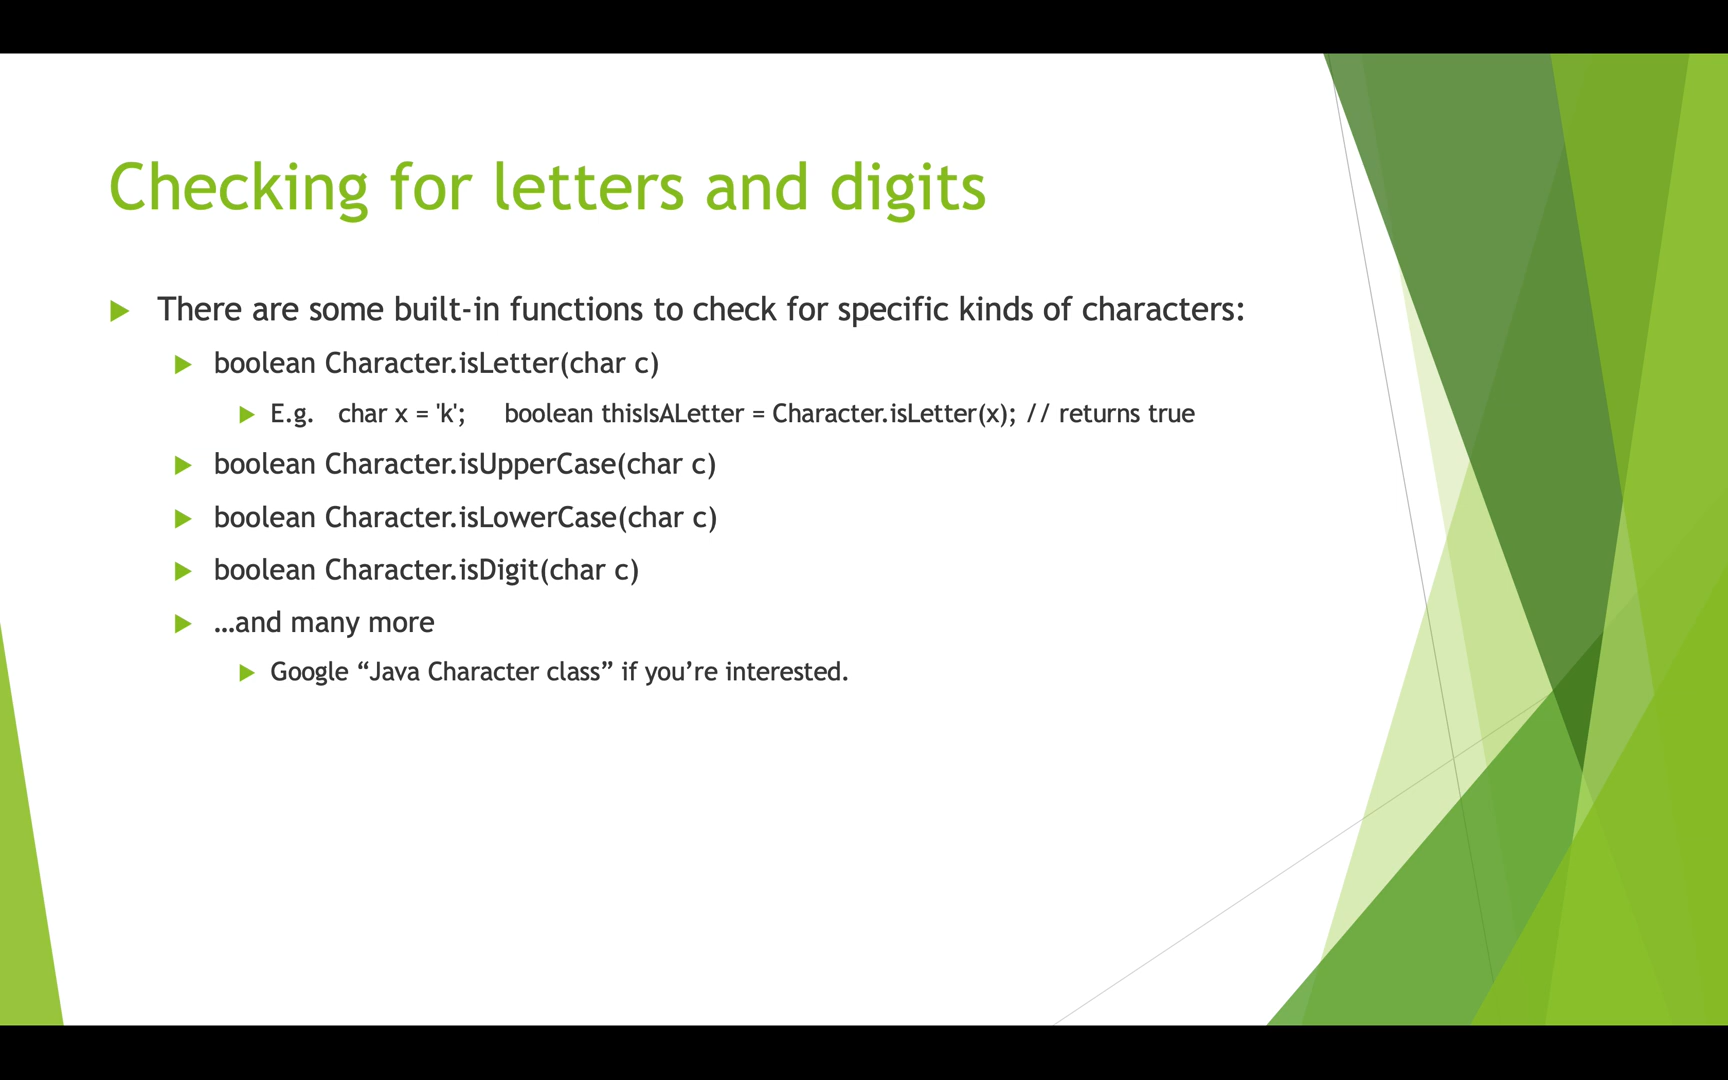 Checking for letters and digits
There are some built-in functions to check for specific kinds of characters:
boolean Character.isLetter(char c)
E.g. char x = 'k'; boolean thisIsALetter = Character.isLetter(x); // returns true
boolean Character.isUpperCase(char c)
boolean Character.isLowerCase(char c)
boolean Character.isDigit(char c)
…and many more
Google “Java Character class” if you’re interested.